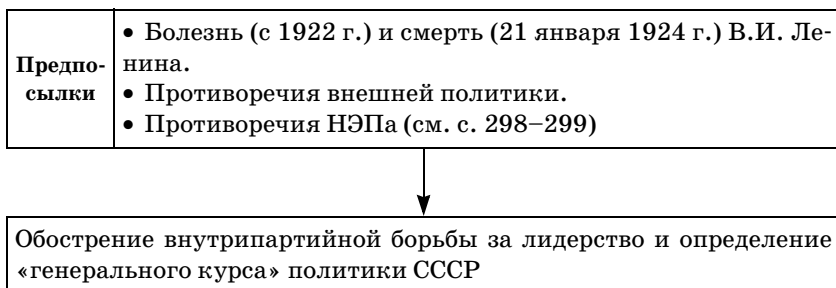 Предпо-
сылки
• Болезнь (с 1922 г.) и смерть (21 января 1924 г.) В.И. Ле-
нина.
• Противоречия внешней политики.
• Противоречия НЭПа (см. с. 298–299)
Обострение внутрипартийной борьбы за лидерство и определение
«генерального курса» политики СССР